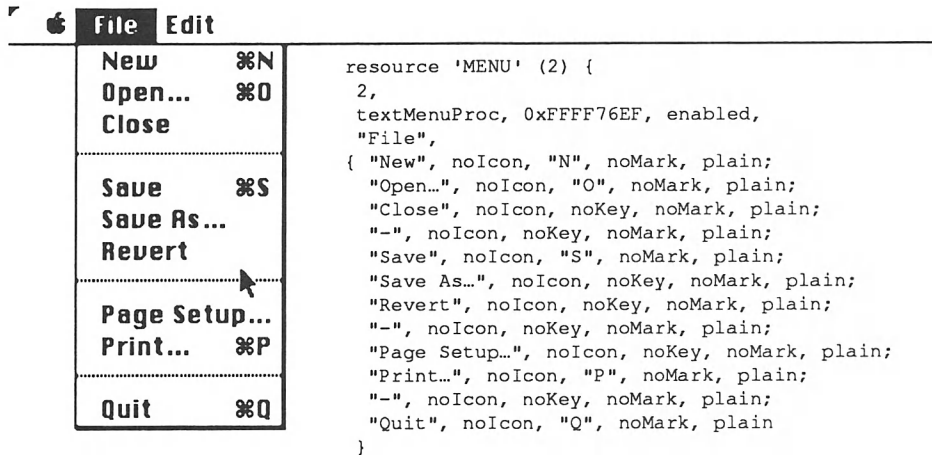 File Edit
New ⌘N
Open... ⌘O
Close
Save ⌘S
Save As...
Revert
Page Setup...
Print... ⌘P
Quit ⌘Q
resource 'MENU' (2) {
2,
textMenuProc, 0xFFFF76EF, enabled,
"File",
{ "New", noIcon, "N", noMark, plain;
"Open…", noIcon, "O", noMark, plain;
"Close", noIcon, noKey, noMark, plain;
"-", noIcon, noKey, noMark, plain;
"Save", noIcon, "S", noMark, plain;
"Save As…", noIcon, noKey, noMark, plain;
"Revert", noIcon, noKey, noMark, plain;
"-", noIcon, noKey, noMark, plain;
"Page Setup…", noIcon, noKey, noMark, plain;
"Print…", noIcon, "P", noMark, plain;
"-", noIcon, noKey, noMark, plain;
"Quit", noIcon, "Q", noMark, plain
}